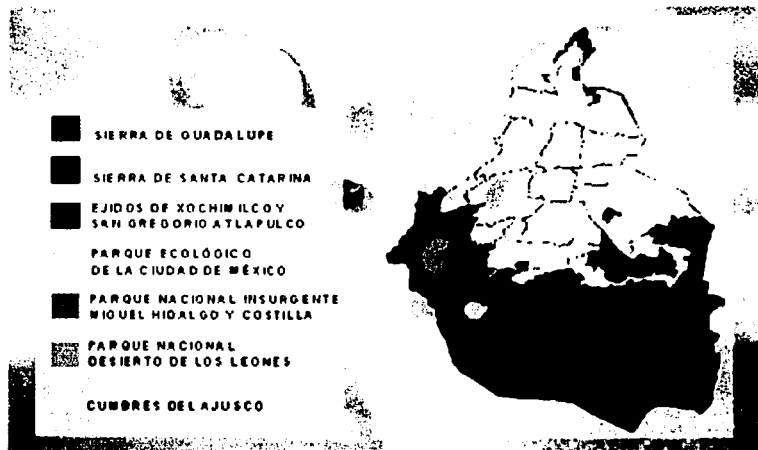 SIERRA DE GUADALUPE
SIERRA DE SANTA CATARINA
EJIDOS DE XOCHIMILCO Y
SAN GREGORIO ATLAPULCO
PARQUE ECOLÓGICO
DE LA CIUDAD DE MÉXICO
PARQUE NACIONAL INSURGENTE
MIGUEL HIDALGO Y COSTILLA
PARQUE NACIONAL
DESIERTO DE LOS LEONES
CUMBRES DEL AJUSCO